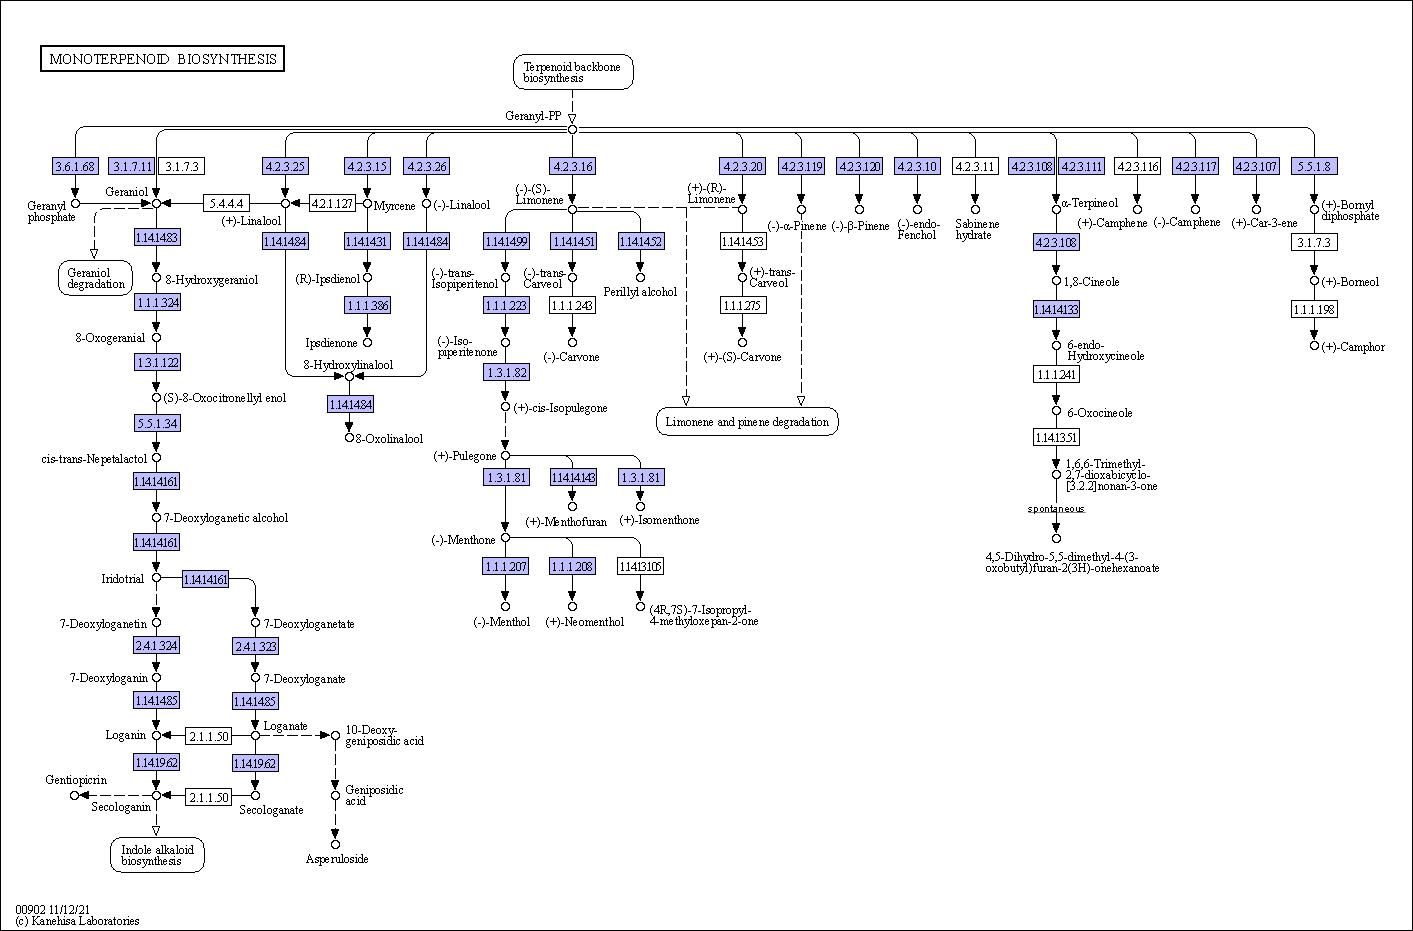 MONOTERPENOID BIOSYNTHESIS
Terpenoid backbone
biosynthesis
Geranyl-PP
3.6.1.68
3.1.7.11
3.1.7.3
4.2.3.25
4.2.3.15
4.2.3.26
4.2.3.16
4.2.3.20
4.2.3.119
4.2.3.120
4.2.3.10
4.2.3.11
4.2.3.108
4.2.3.111
4.2.3.116
4.2.3.117
4.2.3.107
5.5.1.8
Geranyl
phosphate
Geraniol
5.4.4.4
(+)-Linalool
4.2.1.127
Myrcene
(-)-Linalool
(-)-(S)-
Limonene
(+)-(R)-
Limonene
(-)-α-Pinene
(-)-β-Pinene
(-)-endo-
Fenchol
Sabinene
hydrate
α-Terpineol
(+)-Camphene
(-)-Camphene
(+)-Car-3-ene
(+)-Bornyl
diphosphate
1.14.14.83
1.14.14.84
1.14.14.31
1.14.14.84
1.14.14.99
1.14.14.51
1.14.14.52
1.14.14.53
4.2.3.108
3.1.7.3
Geraniol
degradation
8-Hydroxygeraniol
(R)-Ipsdienol
(-)-trans-
Isopiperitenol
(-)-trans-
Carveol
Perillyl alcohol
(+)-trans-
Carveol
1,8-Cineole
(+)-Borneol
1.1.1.324
1.1.1.386
1.1.1.223
1.1.1.243
1.1.1.275
1.14.14.133
1.1.1.198
8-Oxogeranial
Ipsdienone
(-)-Iso-
piperitenone
(-)-Carvone
(+)-(S)-Carvone
6-endo-
Hydroxycineole
(+)-Camphor
1.3.1.122
8-Hydroxylinalool
1.3.1.82
1.1.1.241
(S)-8-Oxocitronellyl enol
1.14.14.84
(+)-cis-Isopulegone
Limonene and pinene degradation
6-Oxocineole
5.5.1.34
8-Oxolinalool
1.14.13.51
cis-trans-Nepetalactol
(+)-Pulegone
1,6,6-Trimethyl-
2,7-dioxabicyclo-
[3.2.2]nonan-3-one
1.14.14.161
1.3.1.81
1.14.14.143
1.3.1.81
7-Deoxyloganetic alcohol
(+)-Menthofuran
(+)-Isomenthone
spontaneous
1.14.14.161
(-)-Menthone
4,5-Dihydro-5,5-dimethyl-4-(3-
oxobutyl)furan-2(3H)-onehexanoate
Iridotrial
1.14.14.161
1.1.1.207
1.1.1.208
1.14.13.105
7-Deoxyloganetin
7-Deoxyloganetate
(-)-Menthol
(+)-Neomenthol
(4R,7S)-7-Isopropyl-
4-methyloxepan-2-one
2.4.1.324
2.4.1.323
7-Deoxyloganin
7-Deoxyloganate
1.14.14.85
1.14.14.85
Loganin
2.1.1.50
Loganate
10-Deoxy-
geniposidic acid
1.14.19.62
1.14.19.62
Gentiopicrin
Secologanin
2.1.1.50
Secologanate
Geniposidic
acid
Indole alkaloid
biosynthesis
Asperuloside
00902 11/12/21
(c) Kanehisa Laboratories